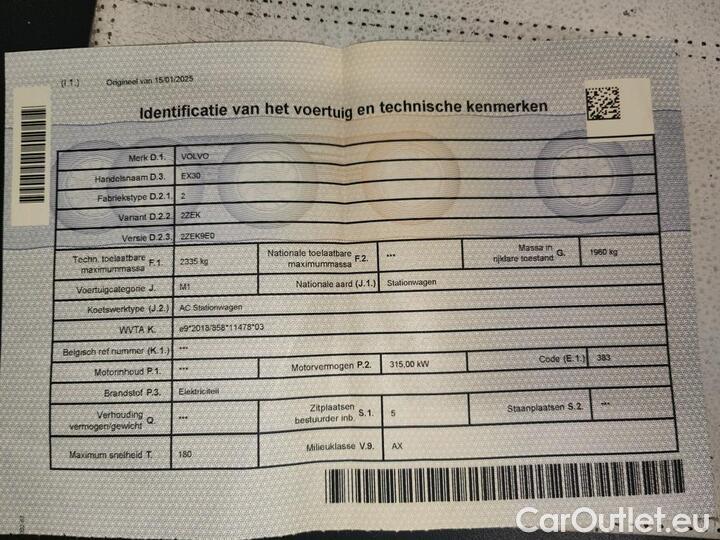 (I.1.) Origineel van 15/01/2025
Identificatie van het voertuig en technische kenmerken
Merk D.1. VOLVO
Handelsnaam D.3. EX30
Fabriekstype D.2.1. 2
Variant D.2.2. 2ZEK
Versie D.2.3. 2ZEK9E0
Techn. toelaatbare maximummassa F.1. 2335 kg Nationale toelaatbare maximummassa F.2. *** Massa in rijklare toestand G. 1960 kg
Voertuigcategorie J. M1 Nationale aard (J.1.) Stationwagen
Koetswerktype (J.2.) AC Stationwagen
WVTA K. e9*2018/858*11478*03
Belgisch ref nummer (K.1.) ***
Motorinhoud P.1. *** Motorvermogen P.2. 315,00 kW Code (E.1.) 383
Brandstof P.3. Elektriciteit
Verhouding vermogen/gewicht Q. *** Zitplaatsen bestuurder inb. S.1. 5 Staanplaatsen S.2. ***
Maximum snelheid T. 180 Milieuklasse V.9. AX
CarOutlet.eu